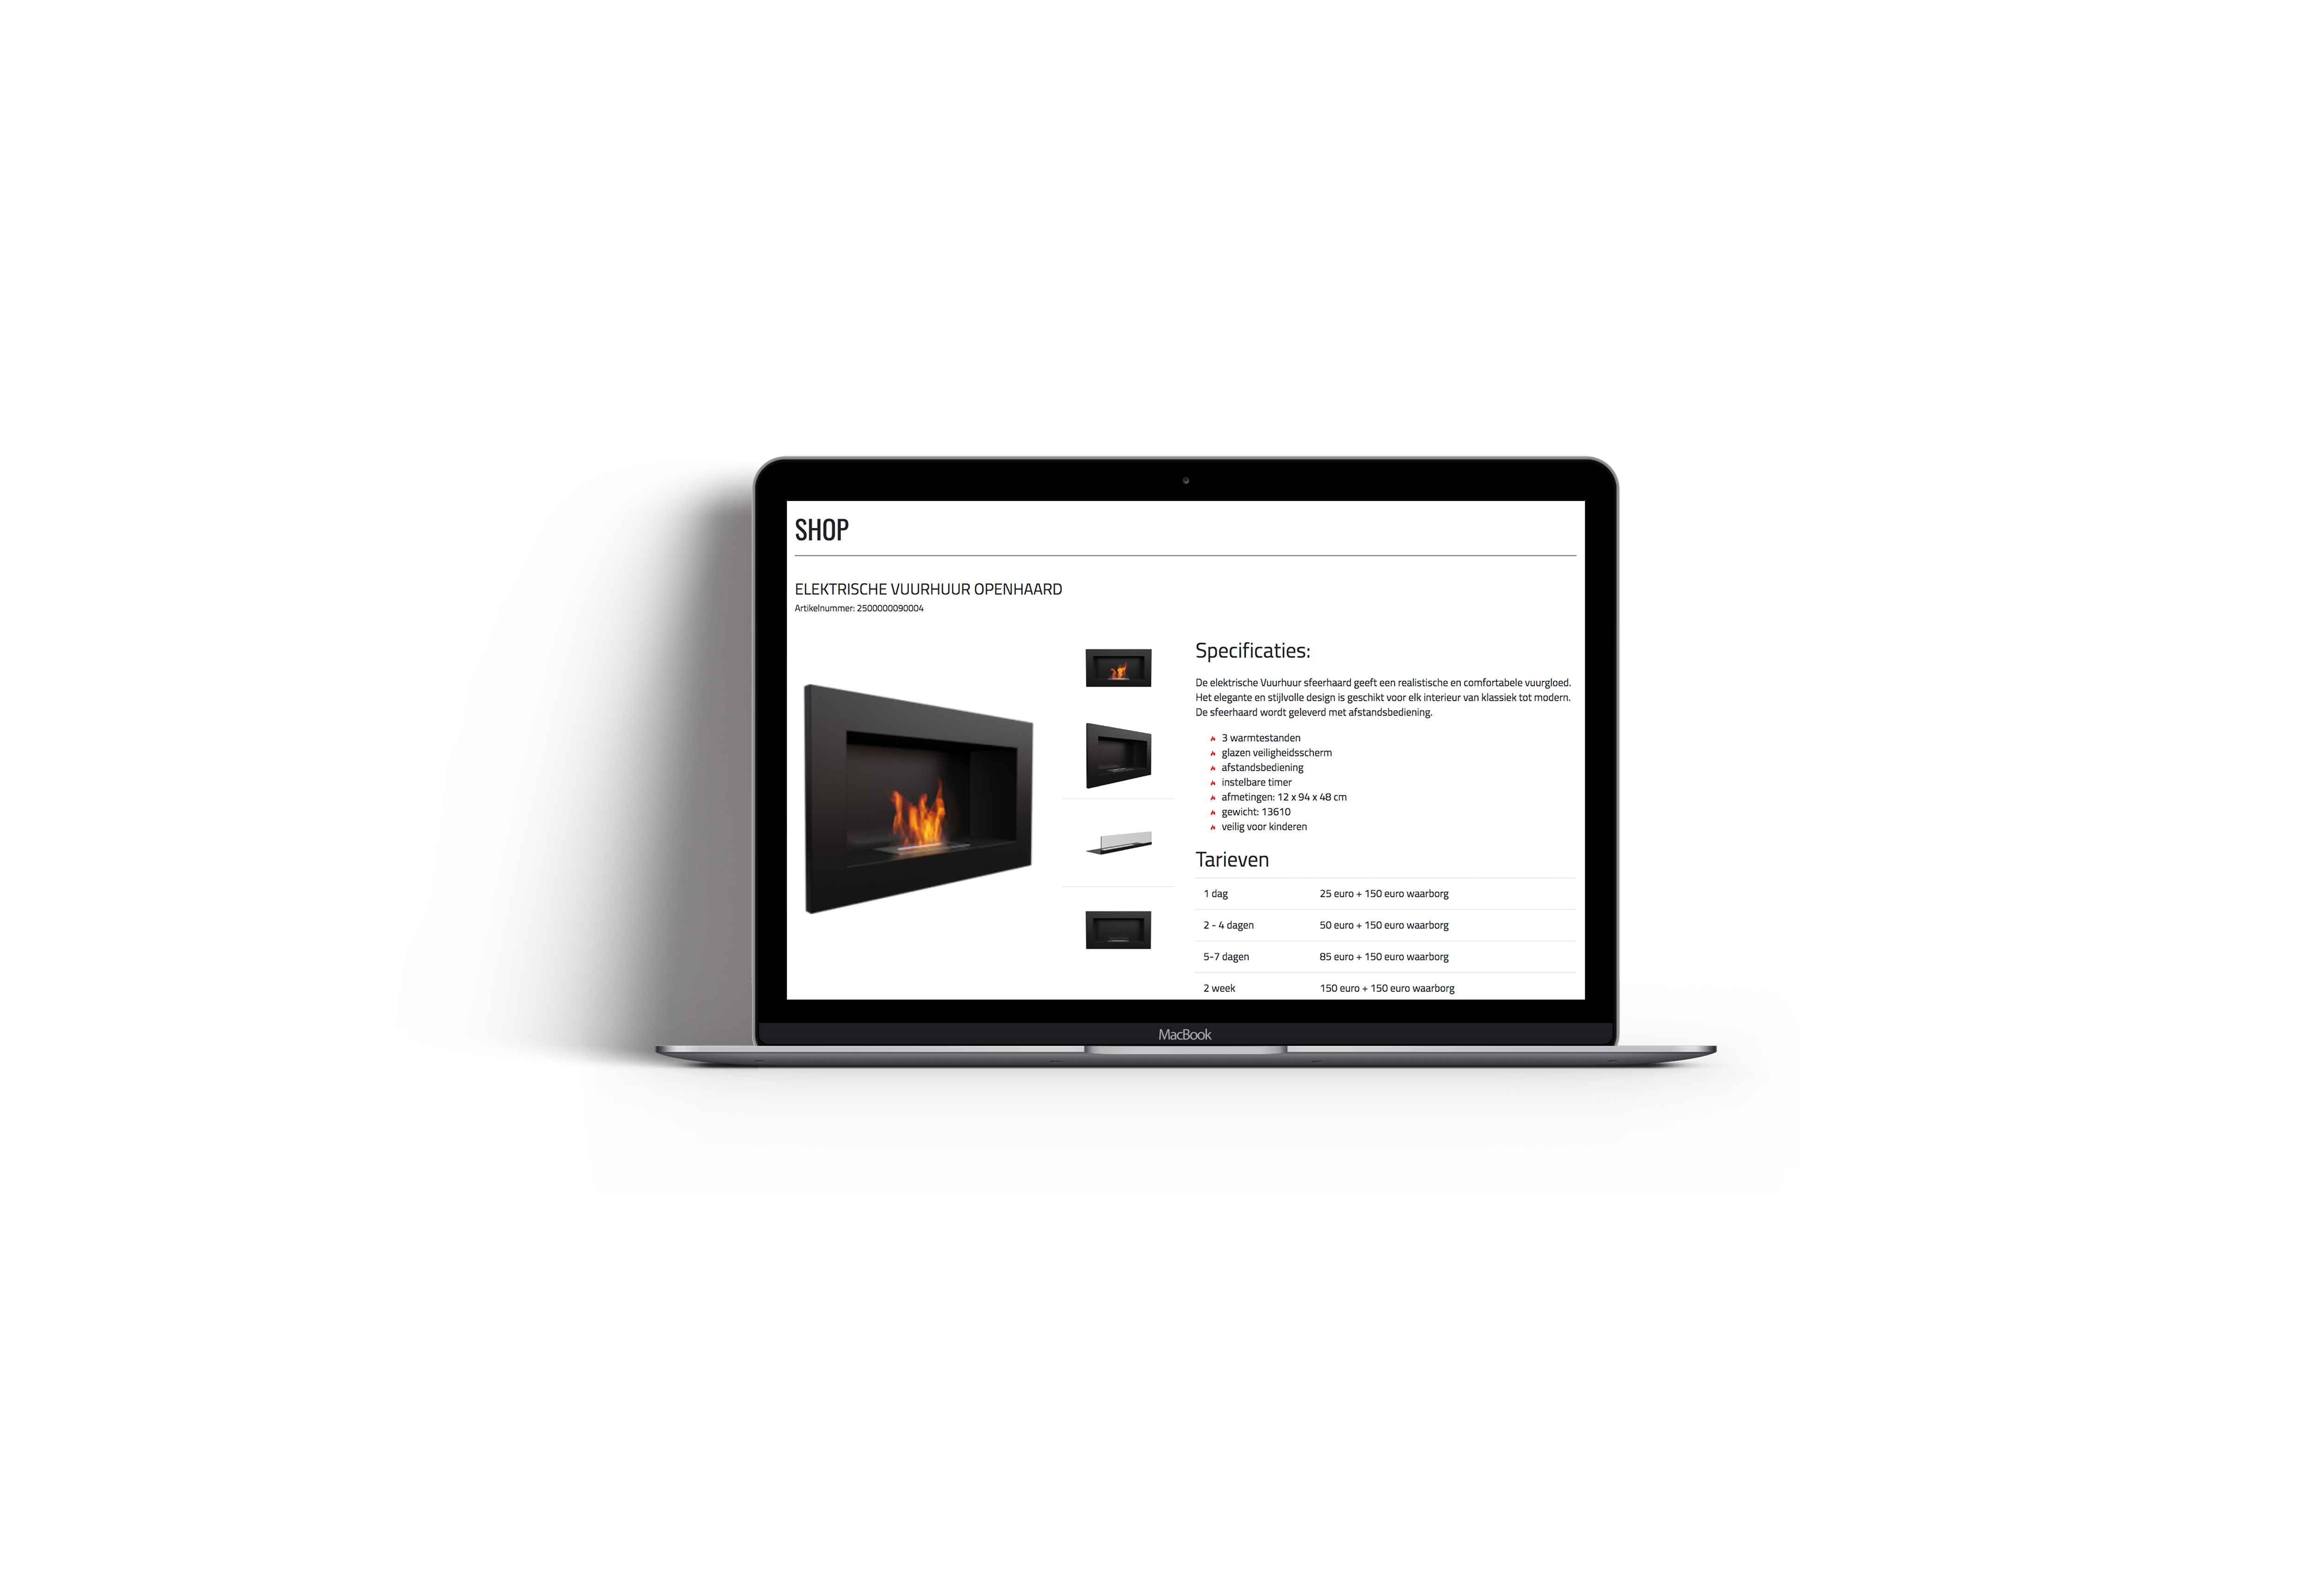 SHOP
ELEKTRISCHE VUURHUUR OPENHAARD
Artikelnummer: 2500000090004
Specificaties:
De elektrische Vuurhuur sfeerhaard geeft een realistische en comfortabele vuurgloed.
Het elegante en stijlvolle design is geschikt voor elk interieur van klassiek tot modern.
De sfeerhaard wordt geleverd met afstandsbediening.
3 warmtestanden
glazen veiligheidsscherm
afstandsbediening
instelbare timer
afmetingen: 12 x 94 x 48 cm
gewicht: 13610
veilig voor kinderen
Tarieven
1 dag 25 euro + 150 euro waarborg
2 - 4 dagen 50 euro + 150 euro waarborg
5-7 dagen 85 euro + 150 euro waarborg
2 week 150 euro + 150 euro waarborg
MacBook